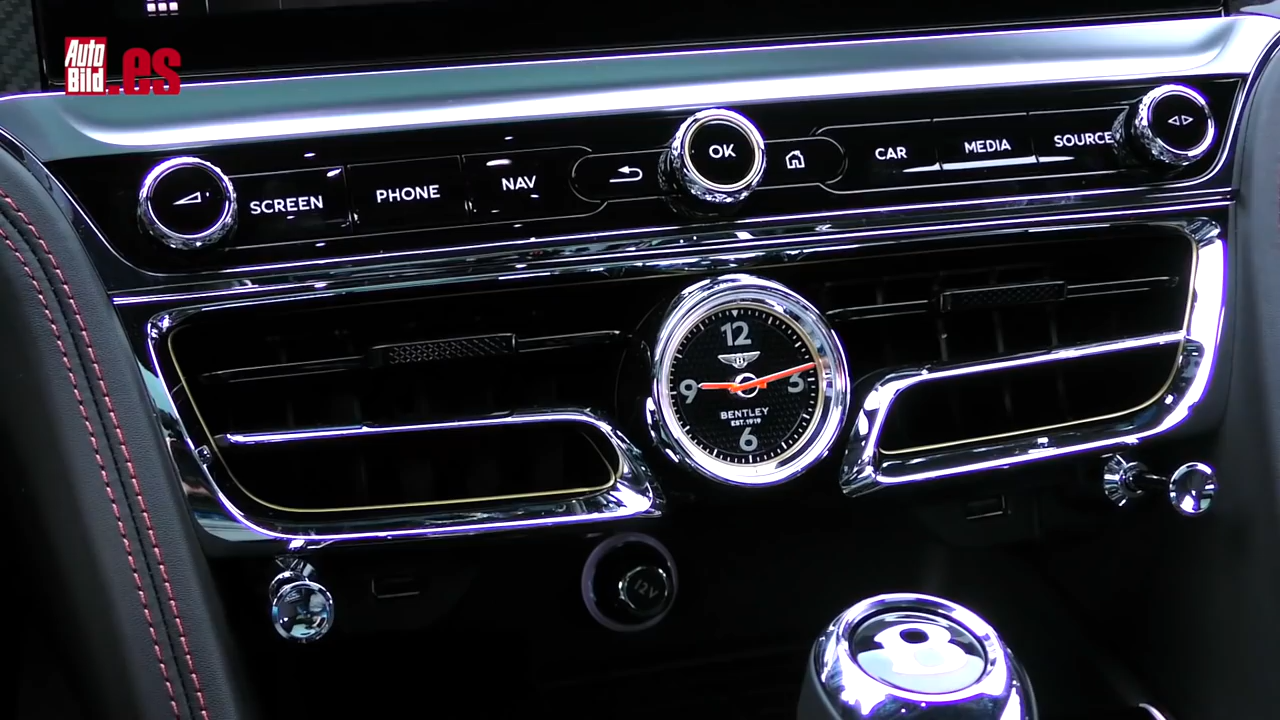 Auto
Bild.es
SCREEN
PHONE
NAV
OK
CAR
MEDIA
SOURCE
12
B
9
3
BENTLEY
EST. 1919
6
12V
B